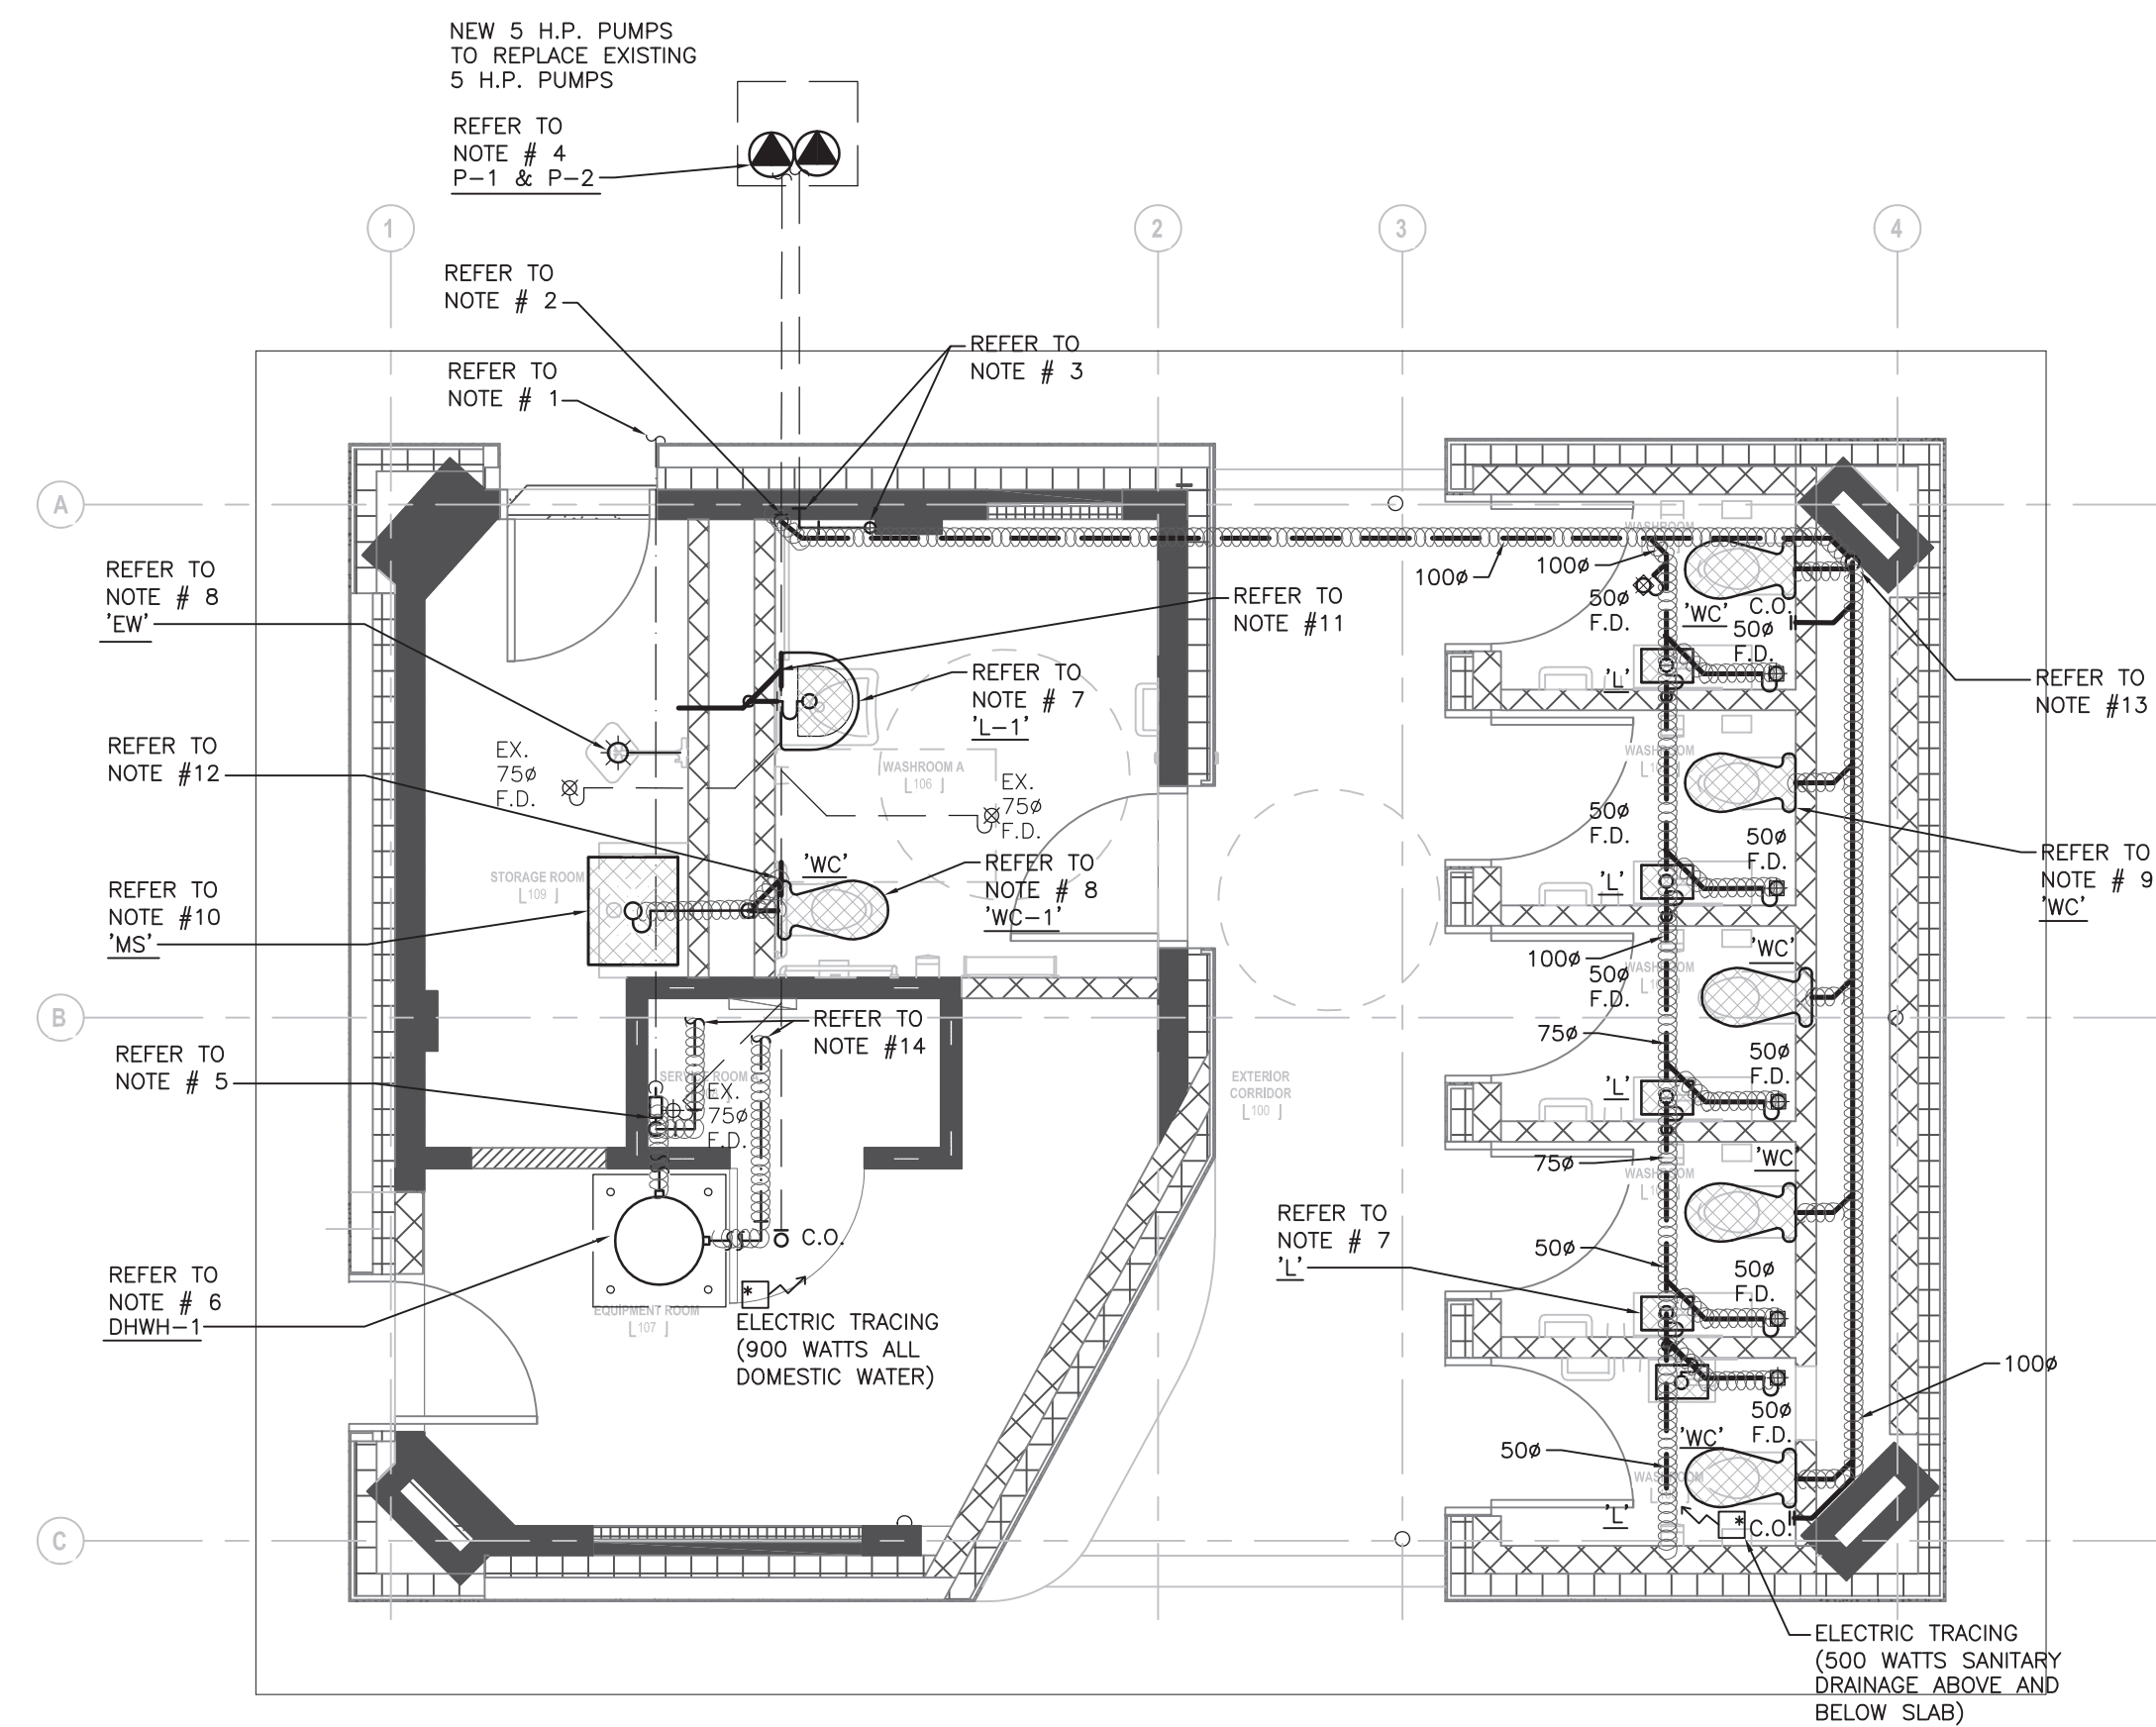 NEW 5 H.P. PUMPS
TO REPLACE EXISTING
5 H.P. PUMPS
REFER TO
NOTE # 4
P-1 & P-2
1
2
3
4
REFER TO
NOTE # 2
REFER TO
NOTE # 3
REFER TO
NOTE # 1
A
REFER TO
NOTE # 8
'EW'
REFER TO
NOTE #11
100ø
100ø
WASHROOM
50ø
F.D.
'WC'
C.O.
50ø
F.D.
'L'
REFER TO
NOTE #13
REFER TO
NOTE # 7
'L-1'
REFER TO
NOTE #12
EX.
75ø
F.D.
WASHROOM A
106
EX.
75ø
F.D.
WASHROOM
50ø
F.D.
50ø
F.D.
'L'
REFER TO
NOTE # 9
'WC'
'WC'
REFER TO
NOTE # 8
'WC-1'
STORAGE ROOM
109
REFER TO
NOTE #10
'MS'
100ø
50ø
F.D.
WASHROOM
'WC'
B
REFER TO
NOTE #14
75ø
50ø
F.D.
'L'
REFER TO
NOTE # 5
SERVICE ROOM
EX.
75ø
F.D.
EXTERIOR
CORRIDOR
100
75ø
WASHROOM
'WC'
REFER TO
NOTE # 7
'L'
50ø
50ø
F.D.
C.O.
REFER TO
NOTE # 6
DHWH-1
EQUIPMENT ROOM
107
*
ELECTRIC TRACING
(900 WATTS ALL
DOMESTIC WATER)
100ø
50ø
F.D.
50ø
'WC'
WASHROOM
'L'
*
C.O.
C
ELECTRIC TRACING
(500 WATTS SANITARY
DRAINAGE ABOVE AND
BELOW SLAB)